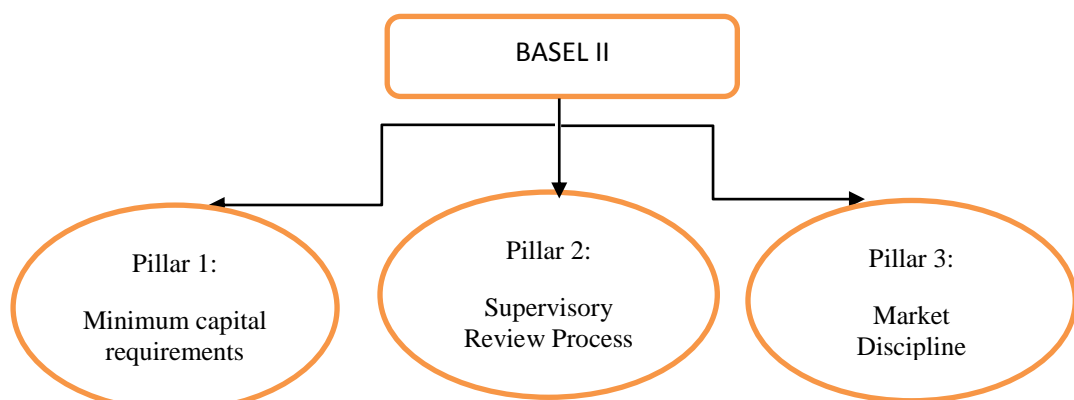 BASEL II
Pillar 1:
Minimum capital
requirements
Pillar 2:
Supervisory
Review Process
Pillar 3:
Market
Discipline